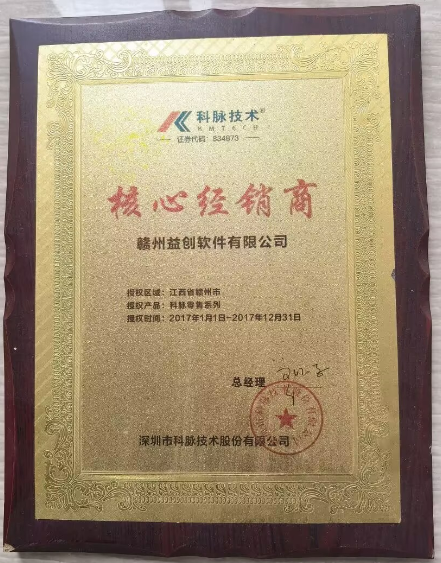 科脉技术®
KMTECH
证券代码：834873
核心经销商
赣州益创软件有限公司
授权区域：江西省赣州市
授权产品：科脉零售系列
授权时间：2017年1月1日~2017年12月31日
总经理
深圳市科脉技术股份有限公司